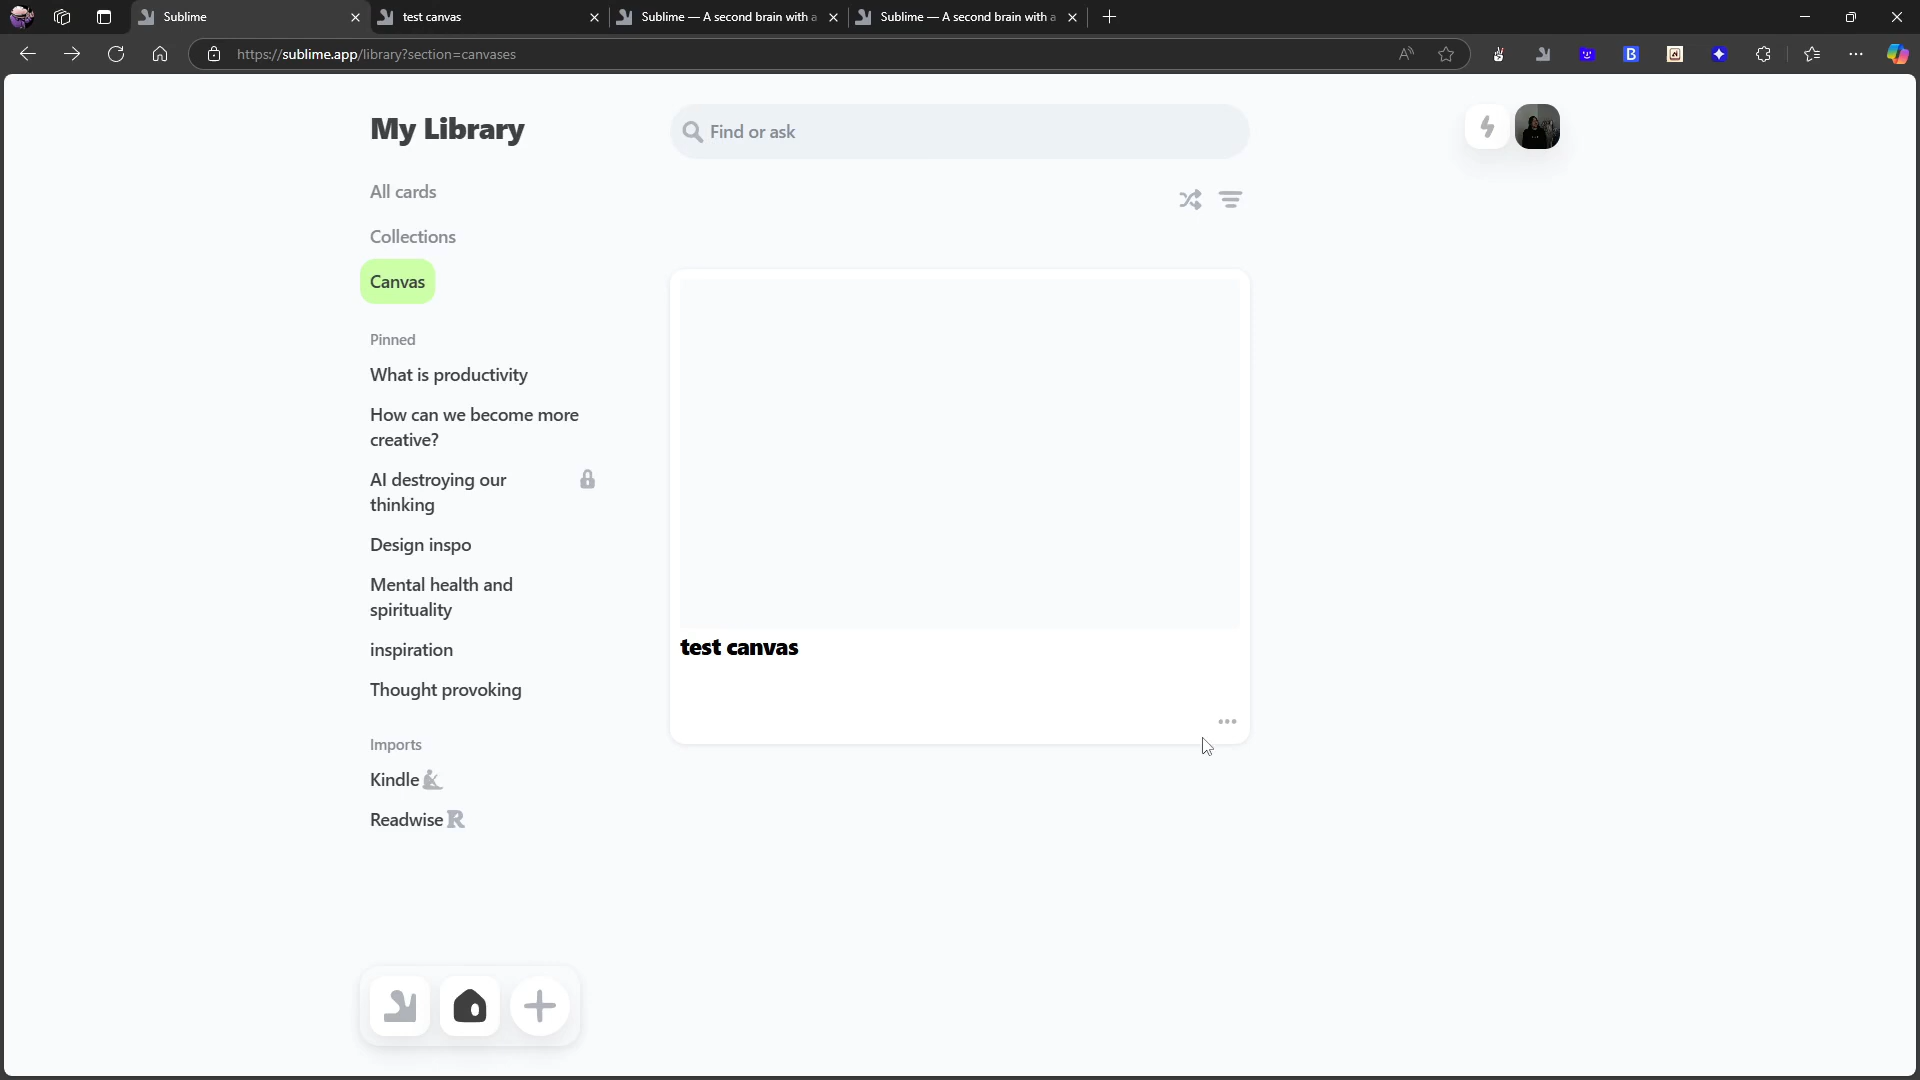 Sublime
test canvas
Sublime — A second brain with a
Sublime — A second brain with a
https://sublime.app/library?section=canvases
My Library
Find or ask
All cards
Collections
Canvas
Pinned
What is productivity
How can we become more
creative?
AI destroying our
thinking
Design inspo
Mental health and
spirituality
inspiration
Thought provoking
Imports
Kindle
Readwise R
test canvas